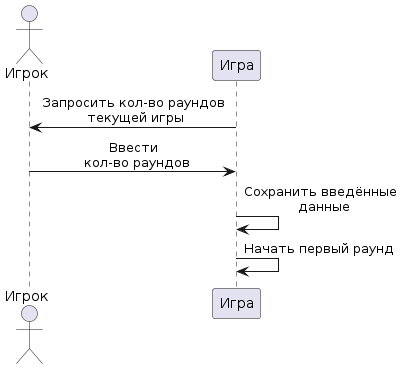 Игрок
Игра
Запросить кол-во раундов
текущей игры
Ввести
кол-во раундов
Сохранить введённые
данные
Начать первый раунд
Игрок
Игра